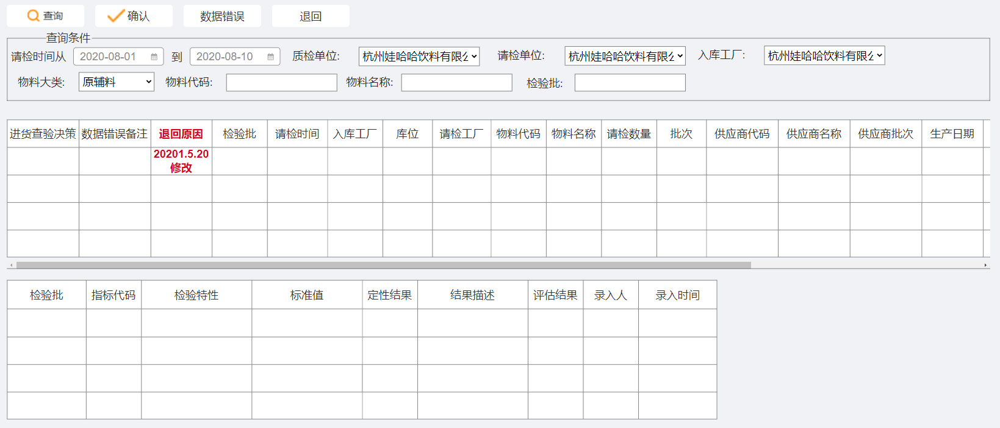 查询 确认 数据错误 退回
查询条件
请检时间从 2020-08-01 到 2020-08-10 质检单位: 杭州娃哈哈饮料有限公 请检单位: 杭州娃哈哈饮料有限公 入库工厂: 杭州娃哈哈饮料有限公
物料大类: 原辅料 物料代码: 物料名称: 检验批:
进货查验决策 数据错误备注 退回原因 检验批 请检时间 入库工厂 库位 请检工厂 物料代码 物料名称 请检数量 批次 供应商代码 供应商名称 供应商批次 生产日期
20201.5.20
修改
检验批 指标代码 检验特性 标准值 定性结果 结果描述 评估结果 录入人 录入时间